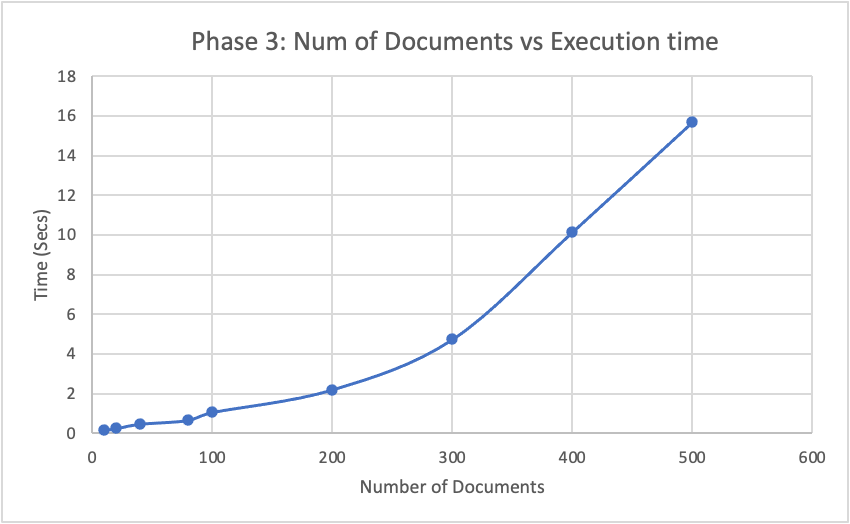 Phase 3: Num of Documents vs Execution time
18
16
14
12
10
8
6
4
2
0
Time (Secs)
0 100 200 300 400 500 600
Number of Documents